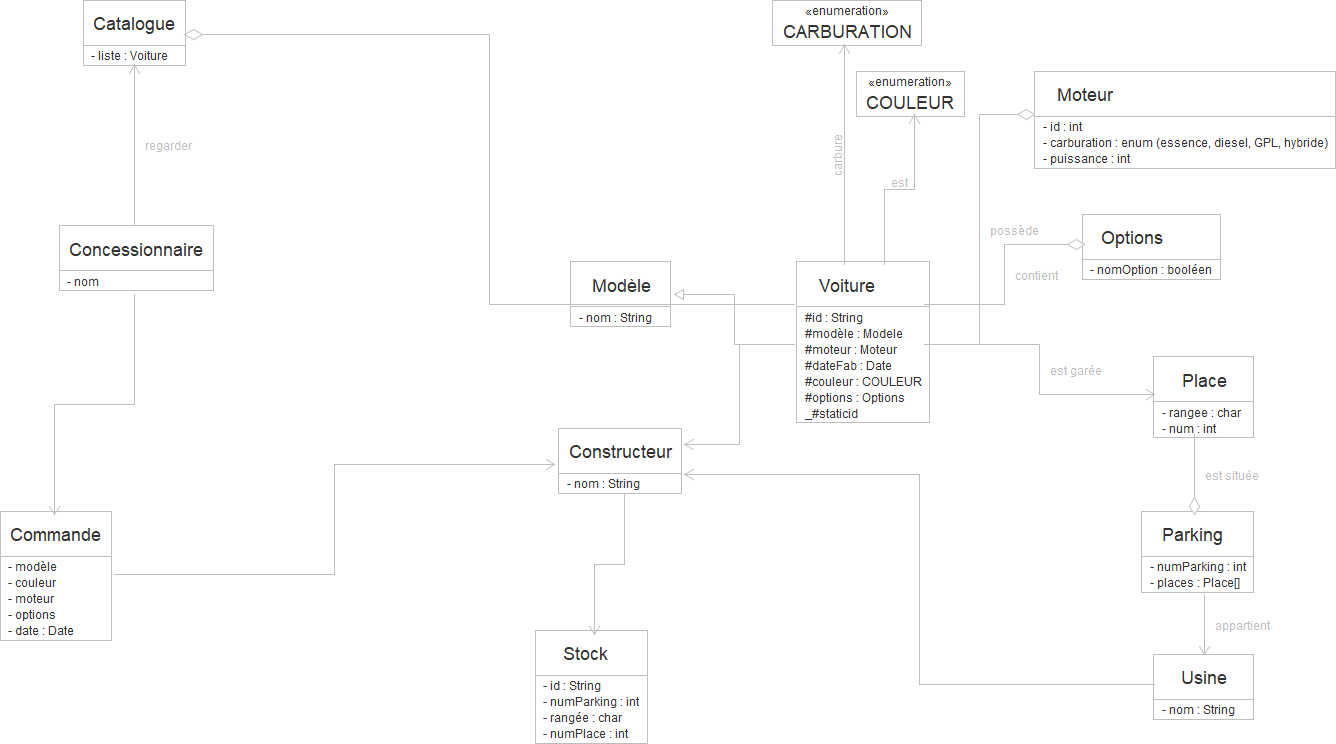 Catalogue
- liste : Voiture
regarder
Concessionnaire
- nom
Commande
- modèle
- couleur
- moteur
- options
- date : Date
Modèle
- nom : String
Constructeur
- nom : String
Stock
- id : String
- numParking : int
- rangée : char
- numPlace : int
«enumeration»
CARBURATION
«enumeration»
COULEUR
carbure
est
Voiture
#id : String
#modèle : Modele
#moteur : Moteur
#dateFab : Date
#couleur : COULEUR
#options : Options
_#staticid
Moteur
- id : int
- carburation : enum (essence, diesel, GPL, hybride)
- puissance : int
possède
contient
Options
- nomOption : booléen
est garée
Place
- rangee : char
- num : int
est située
Parking
- numParking : int
- places : Place[]
appartient
Usine
- nom : String